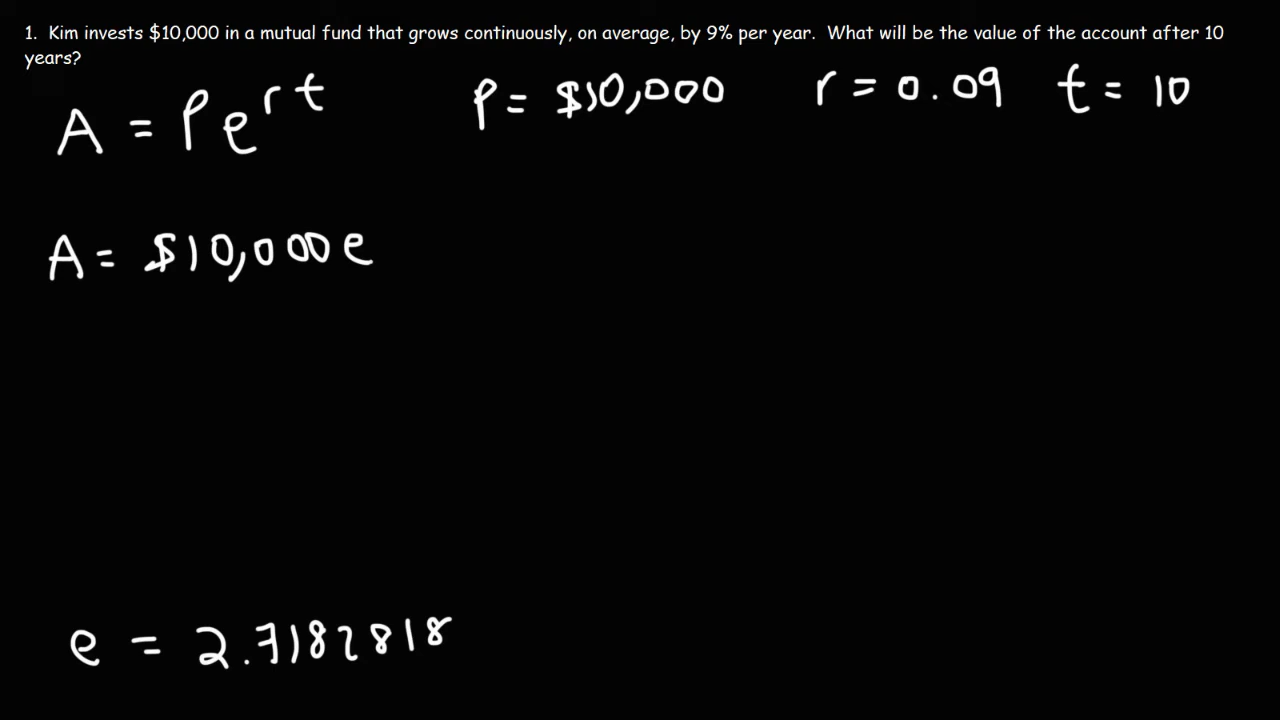 1. Kim invests $10,000 in a mutual fund that grows continuously, on average, by 9% per year. What will be the value of the account after 10
years?
A = Pe^rt P = $10,000 r = 0.09 t = 10
A = $10,000e
e = 2.7182818